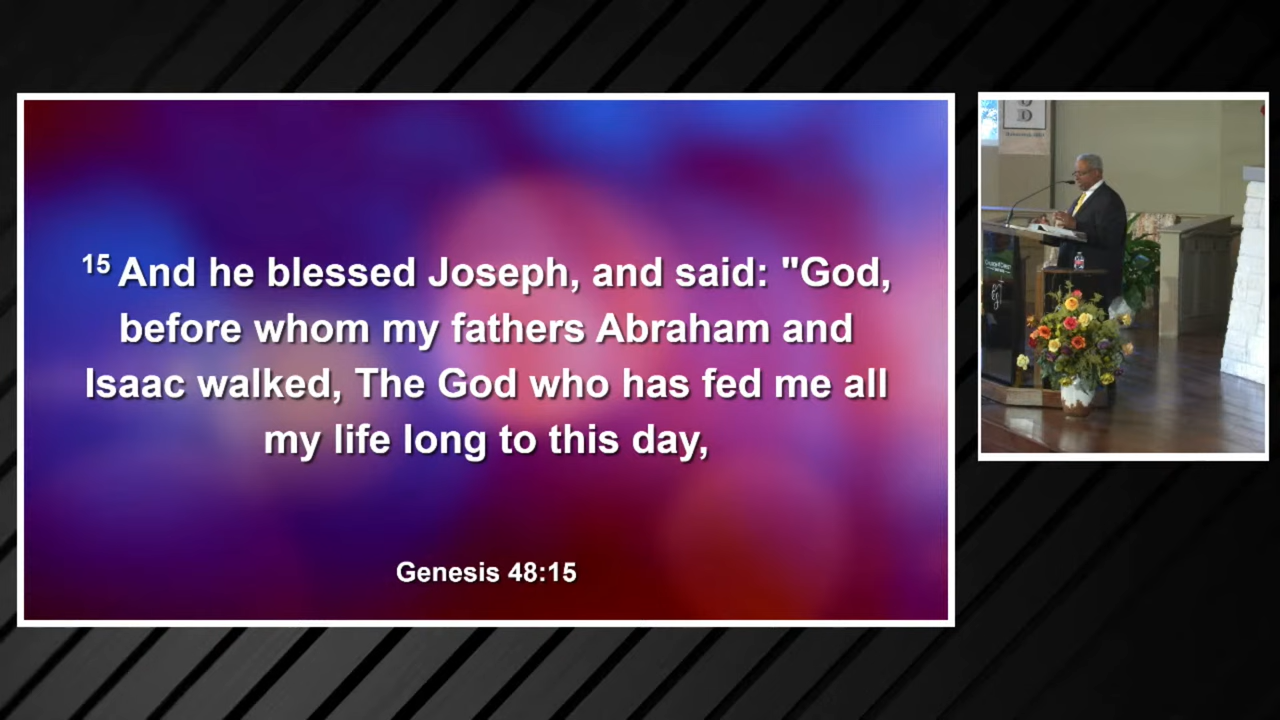 15 And he blessed Joseph, and said: "God,
before whom my fathers Abraham and
Isaac walked, The God who has fed me all
my life long to this day,
Genesis 48:15